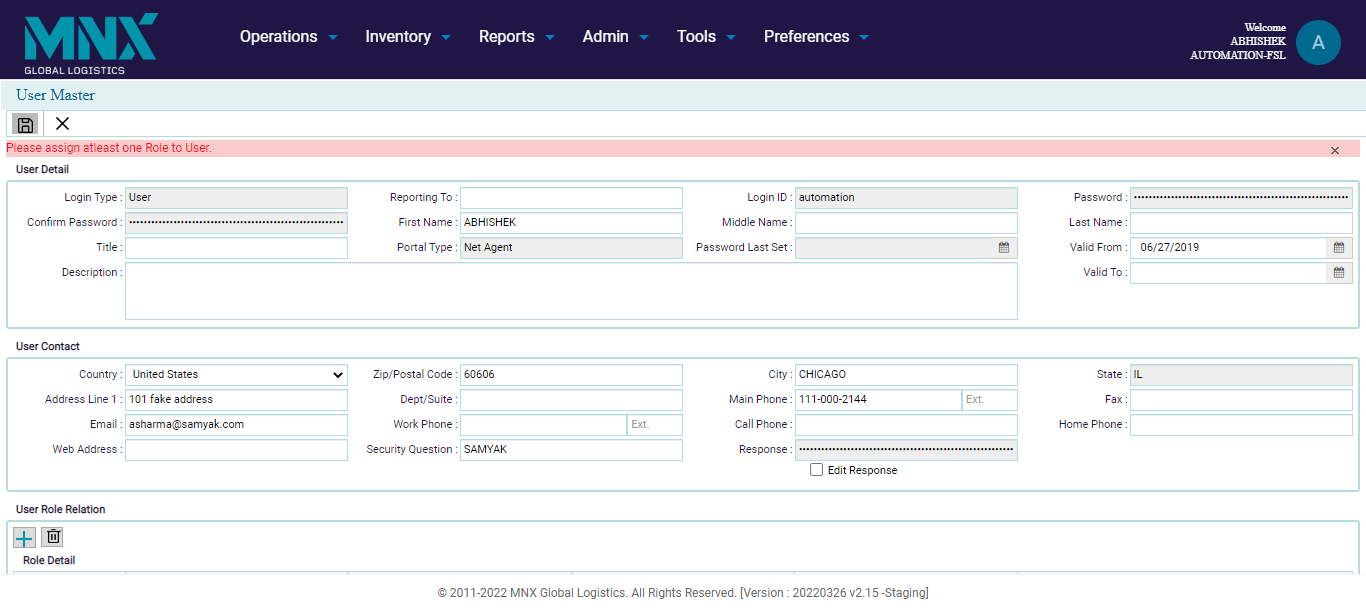 MNX
GLOBAL LOGISTICS
Operations Inventory Reports Admin Tools Preferences
Welcome
ABHISHEK
AUTOMATION-FSL
A
User Master
Please assign atleast one Role to User.
User Detail
Login Type : User Reporting To : Login ID : automation Password :
Confirm Password : First Name : ABHISHEK Middle Name : Last Name :
Title : Portal Type : Net Agent Password Last Set : Valid From : 06/27/2019
Description : Valid To :
User Contact
Country : United States Zip/Postal Code : 60606 City : CHICAGO State : IL
Address Line 1 : 101 fake address Dept/Suite : Main Phone : 111-000-2144 Ext. Fax :
Email : asharma@samyak.com Work Phone : Ext. Call Phone : Home Phone :
Web Address : Security Question : SAMYAK Response :
Edit Response
User Role Relation
Role Detail
© 2011-2022 MNX Global Logistics. All Rights Reserved. [Version : 20220326 v2.15 -Staging]